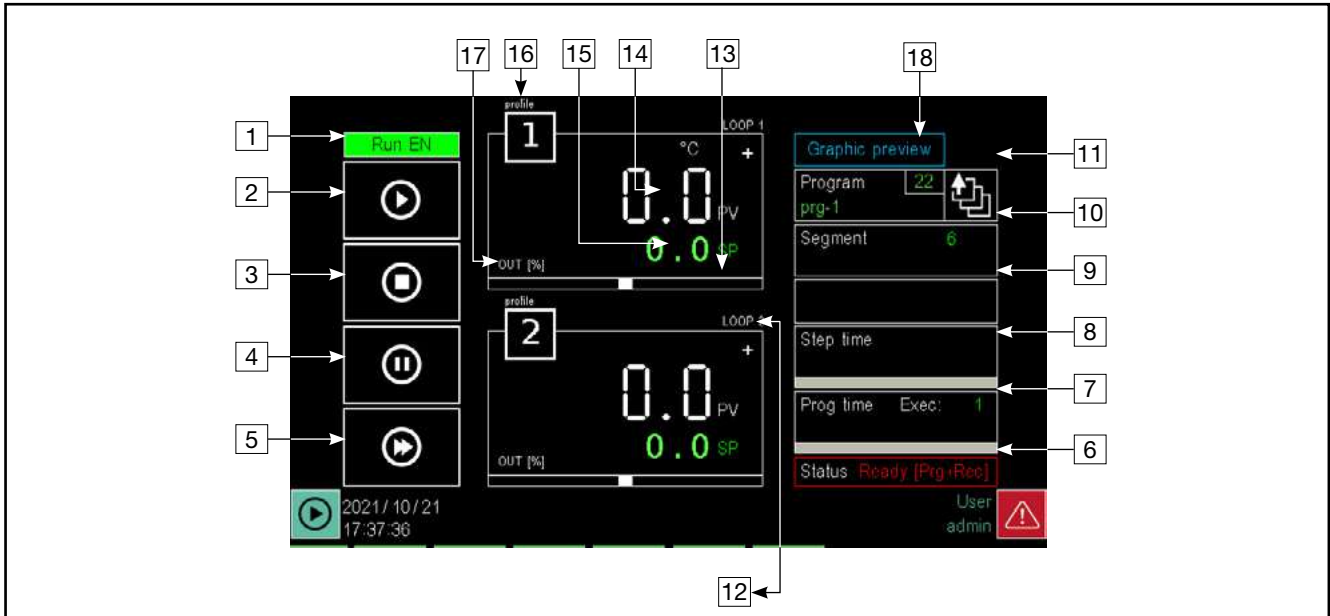 17 16 15 14 13 18
1 2 3 4 5
Run EN
profile
1
LOOP 1
°C
+
0.0 PV
0.0 SP
OUT [%]
profile
2
LOOP
+
0.0 PV
0.0 SP
OUT [%]
Graphic preview
Program 22
prg-1
Segment 6
Step time
Prog time Exec: 1
Status Ready [Prg+Rec]
11 10 9 8 7 6
2021/10/21
17:37:36
User
admin
12